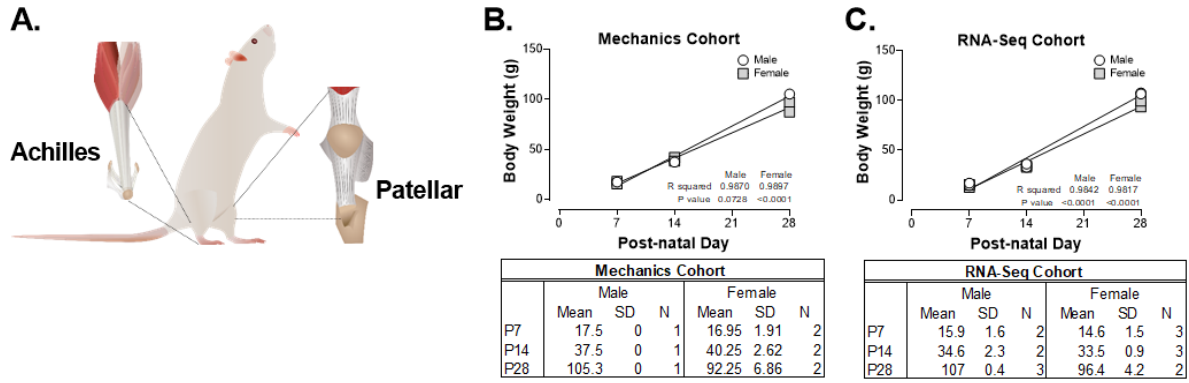 A.
Achilles
Patellar
B.
Mechanics Cohort
Male
Female
Body Weight (g)
150
100
50
0
Male Female
R squared 0.9870 0.9897
P value 0.0728 <0.0001
0 7 14 21 28
Post-natal Day
Mechanics Cohort
Male Female
Mean SD N Mean SD N
P7 17.5 0 1 16.95 1.91 2
P14 37.5 0 1 40.25 2.62 2
P28 105.3 0 1 92.25 6.86 2
C.
RNA-Seq Cohort
Male
Female
Body Weight (g)
150
100
50
0
Male Female
R squared 0.9842 0.9817
P value <0.0001 <0.0001
0 7 14 21 28
Post-natal Day
RNA-Seq Cohort
Male Female
Mean SD N Mean SD N
P7 15.9 1.6 2 14.6 1.5 3
P14 34.6 2.3 2 33.5 0.9 3
P28 107 0.4 3 96.4 4.2 2